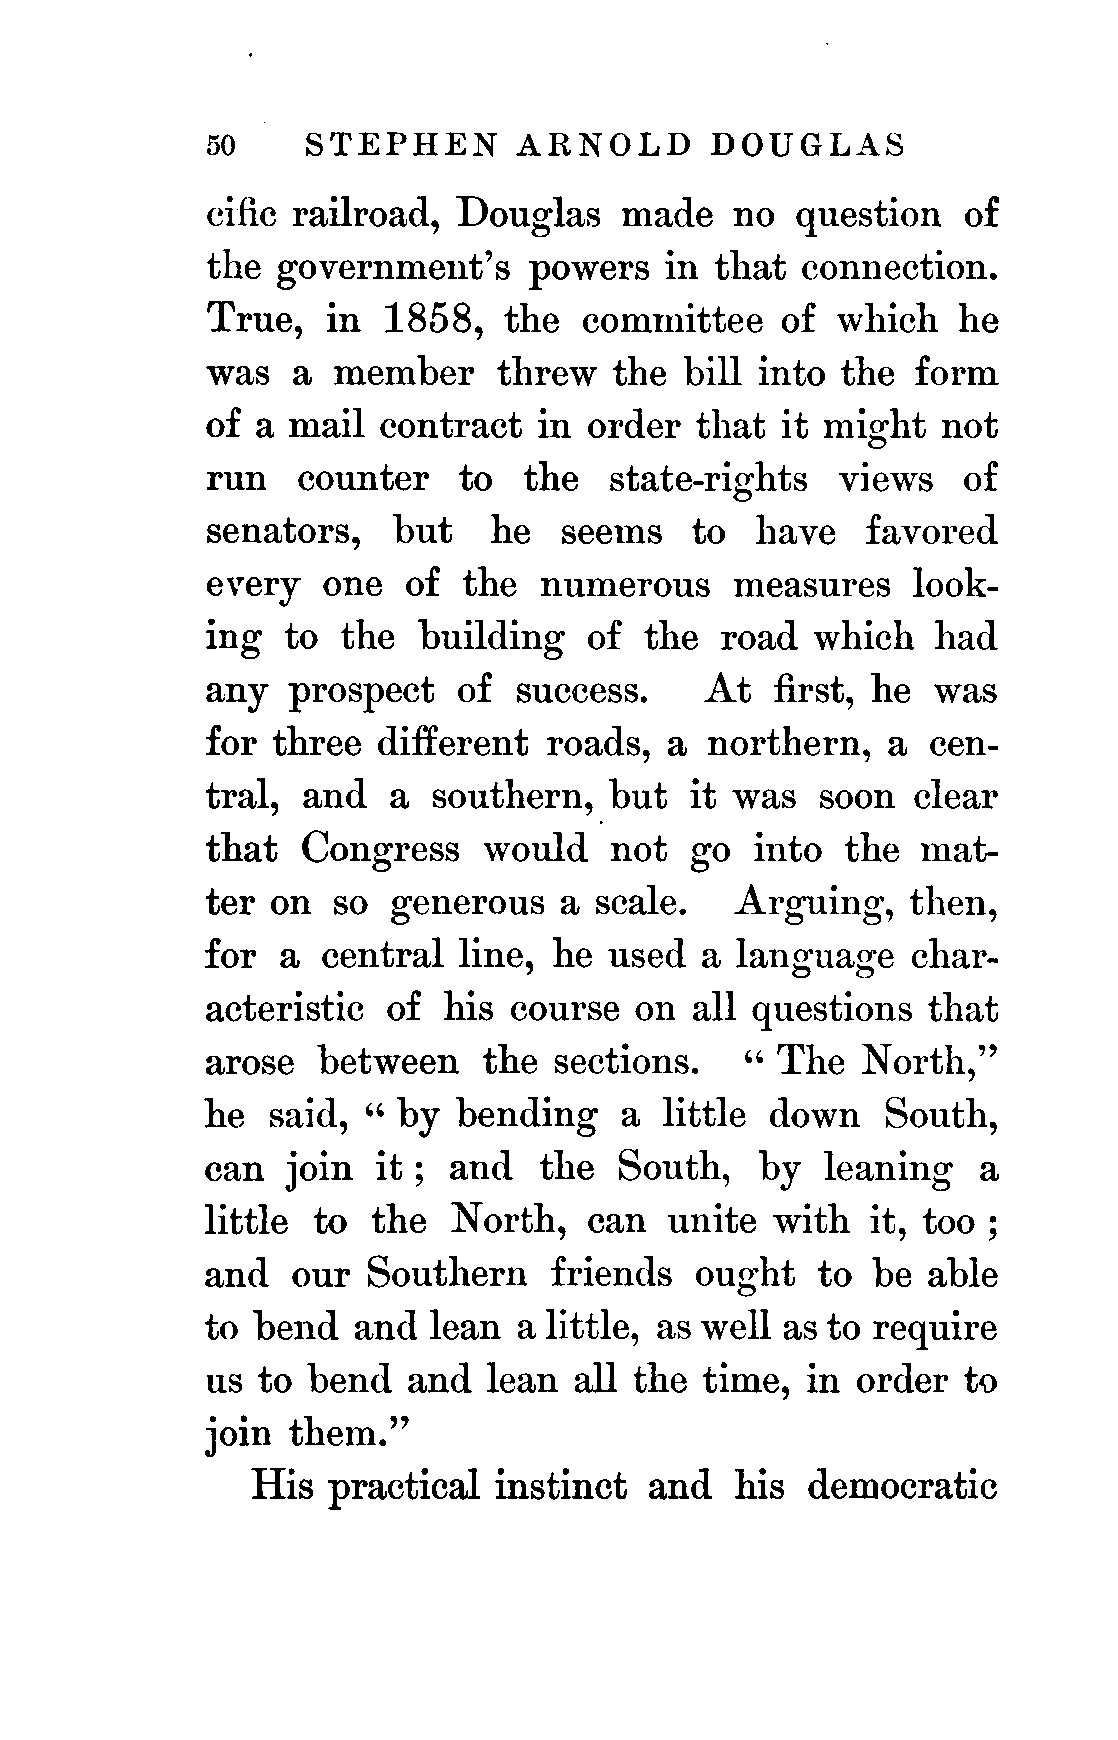 50 STEPHEN ARNOLD DOUGLAS
cific railroad, Douglas made no question of
the government's powers in that connection.
True, in 1858, the committee of which he
was a member threw the bill into the form
of a mail contract in order that it might not
run counter to the state-rights views of
senators, but he seems to have favored
every one of the numerous measures look-
ing to the building of the road which had
any prospect of success. At first, he was
for three different roads, a northern, a cen-
tral, and a southern, but it was soon clear
that Congress would not go into the mat-
ter on so generous a scale. Arguing, then,
for a central line, he used a language char-
acteristic of his course on all questions that
arose between the sections. " The North,"
he said, " by bending a little down South,
can join it ; and the South, by leaning a
little to the North, can unite with it, too ;
and our Southern friends ought to be able
to bend and lean a little, as well as to require
us to bend and lean all the time, in order to
join them."
His practical instinct and his democratic